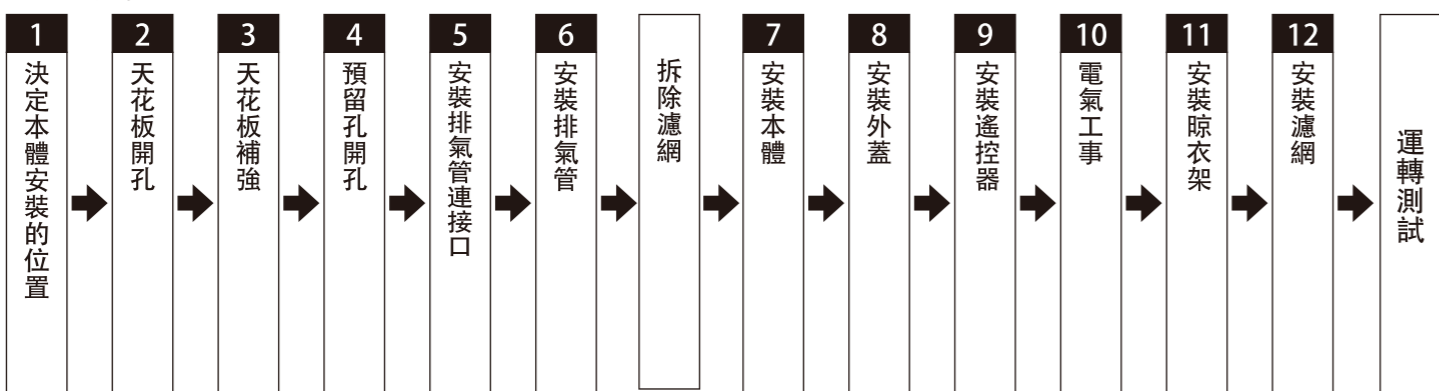 1
決定本體安裝的位置
2
天花板開孔
3
天花板補強
4
預留孔開孔
5
安裝排氣管連接口
6
安裝排氣管
拆除濾網
7
安裝本體
8
安裝外蓋
9
安裝遙控器
10
電氣工事
11
安裝晾衣架
12
安裝濾網
運轉測試